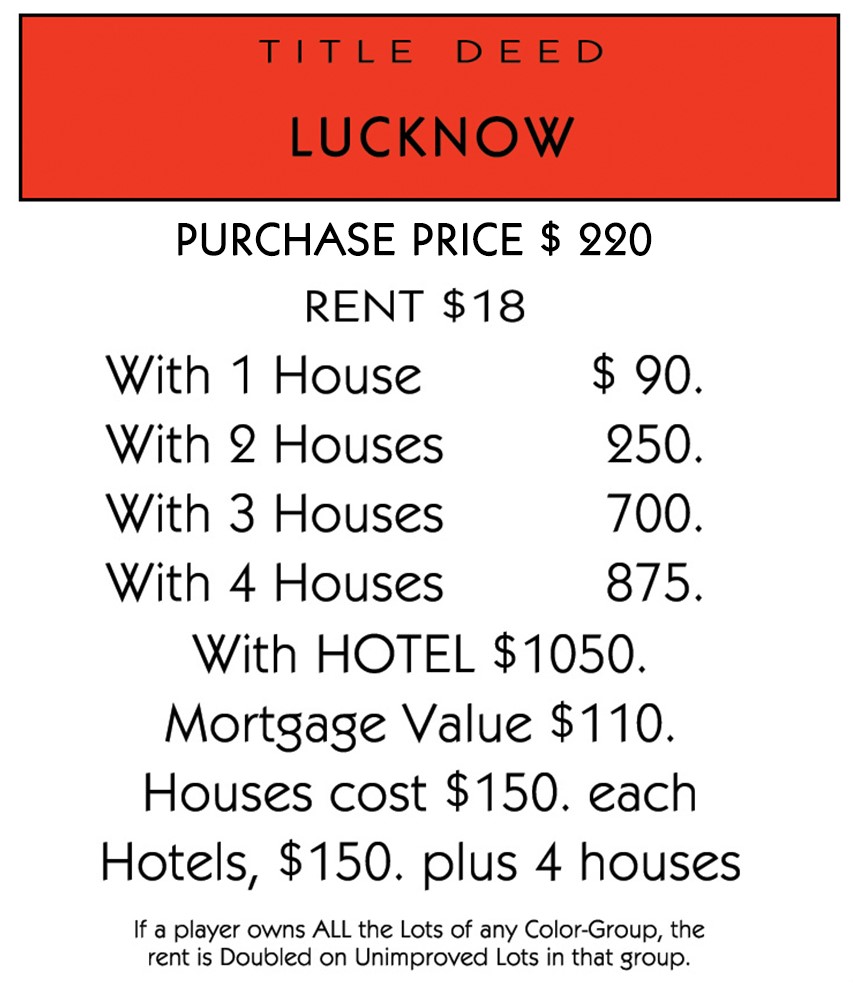 TITLE DEED
LUCKNOW
PURCHASE PRICE $ 220
RENT $18
With 1 House $ 90.
With 2 Houses 250.
With 3 Houses 700.
With 4 Houses 875.
With HOTEL $1050.
Mortgage Value $110.
Houses cost $150. each
Hotels, $150. plus 4 houses
If a player owns ALL the Lots of any Color-Group, the
rent is Doubled on Unimproved Lots in that group.